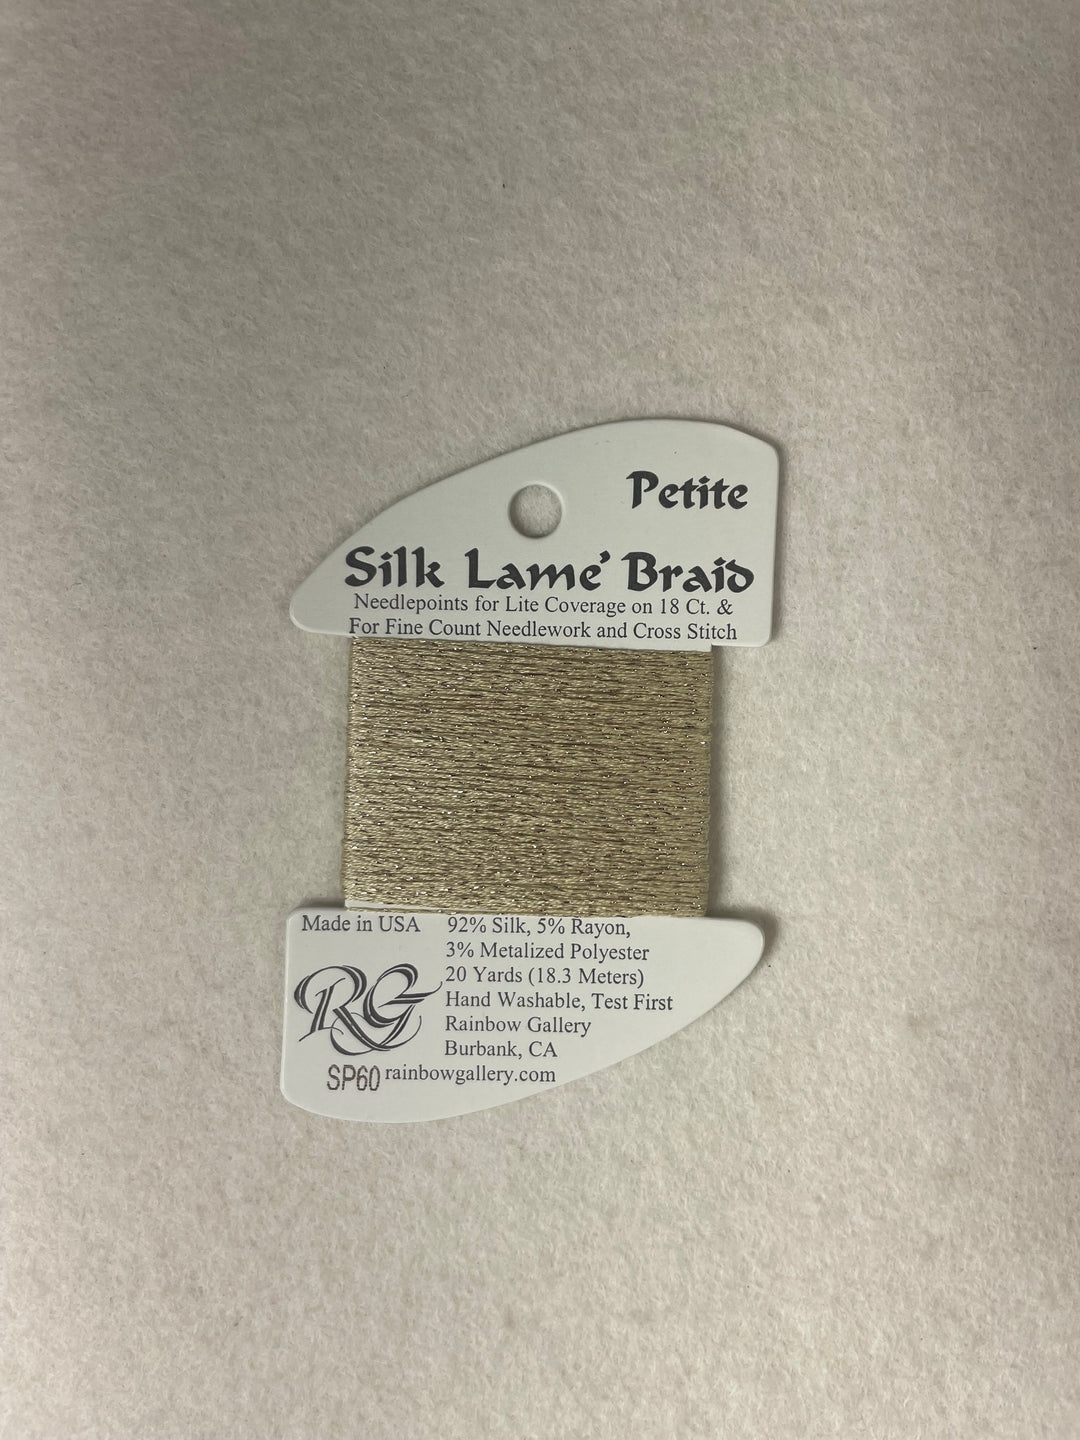 Petite
Silk Lame' Braid
Needlepoints for Lite Coverage on 18 Ct. &
For Fine Count Needlework and Cross Stitch
Made in USA
92% Silk, 5% Rayon,
3% Metalized Polyester
20 Yards (18.3 Meters)
Hand Washable, Test First
Rainbow Gallery
Burbank, CA
RG
SP60 rainbowgallery.com